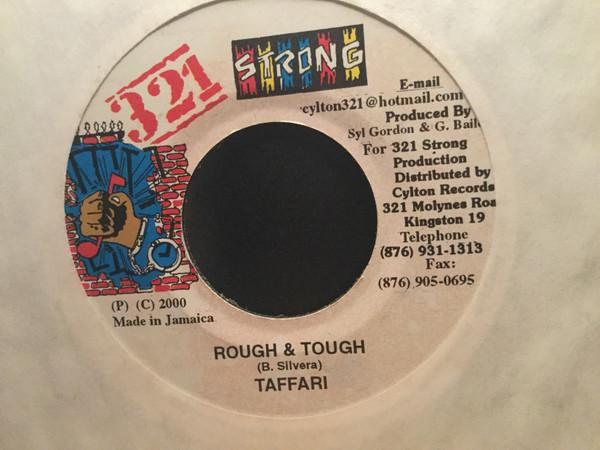 321
STRONG
E-mail
cylton321@hotmail.com
Produced By
Syl Gordon & G.
For 321 Strong
Production
Distributed by
Cylton Records
321 Molynes
Kingston 19
Telephone
(876) 931-1313
Fax:
(876) 905-0695
(P) (C) 2000
Made in Jamaica
ROUGH & TOUGH
(B. Silvera)
TAFFARI